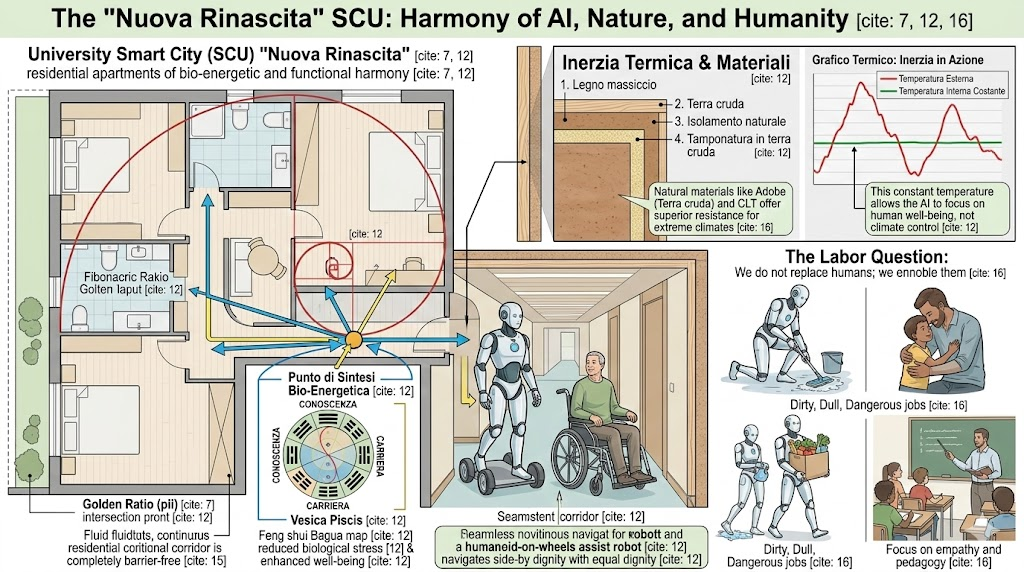 The "Nuova Rinascita" SCU: Harmony of AI, Nature, and Humanity [cite: 7, 12, 16]
University Smart City (SCU) "Nuova Rinascita" [cite: 7, 12]
residential apartments of bio-energetic and functional harmony [cite: 7, 12]
[cite: 12
Fibonacric Rakio
Golten laput [cite: 12]
Punto di Sintesi
Bio-Energetica [cite: 12]
CONOSCENZA
CONOSCENZA
CARRIERA
CARRIERA
Vesica Piscis [cite: 12]
Feng shui Bagua map [cite: 12]
reduced biological stress [12] &
enhanced well-being [cite: 12]
Golden Ratio (pii) [cite: 7]
intersection pront [cite: 12]
Fluid fluidtuts, continurus
residential coritional corridor is
completely barrier-free [cite: 15]
Inerzia Termica & Materiali
[cite: 12]
1. Legno massiccio
2. Terra cruda
3. Isolamento naturale
4. Tamponatura in terra
cruda [cite: 12]
Natural materials like Adobe
(Terra cruda) and CLT offer
superior resistance for
extreme climates [cite: 16]
Grafico Termico: Inerzia in Azione
Temperatura Esterna
Temperatura Interna Costante
This constant temperature
allows the AI to focus on
human well-being, not
climate control [cite: 12]
Seamstent corridor [cite: 12]
Reamless novitinous navigat for robott and
a humaneoid-on-wheels assist robot [cite: 12]
navigates side-by dignity with equal dignity [cite: 12]
The Labor Question:
We do not replace humans; we ennoble them [cite: 16]
Dirty, Dull, Dangerous jobs [cite: 16]
Dirty, Dull,
Dangerous jobs [cite: 16]
Focus on empathy and
pedagogy [cite: 16]